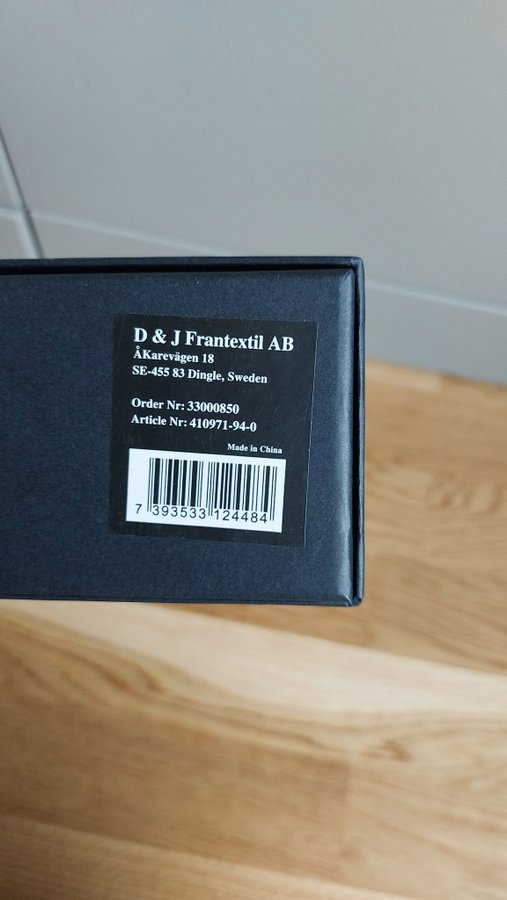 D & J Frantextil AB
ÅKarevägen 18
SE-455 83 Dingle, Sweden
Order Nr: 33000850
Article Nr: 410971-94-0
Made in China
7 393533 124484